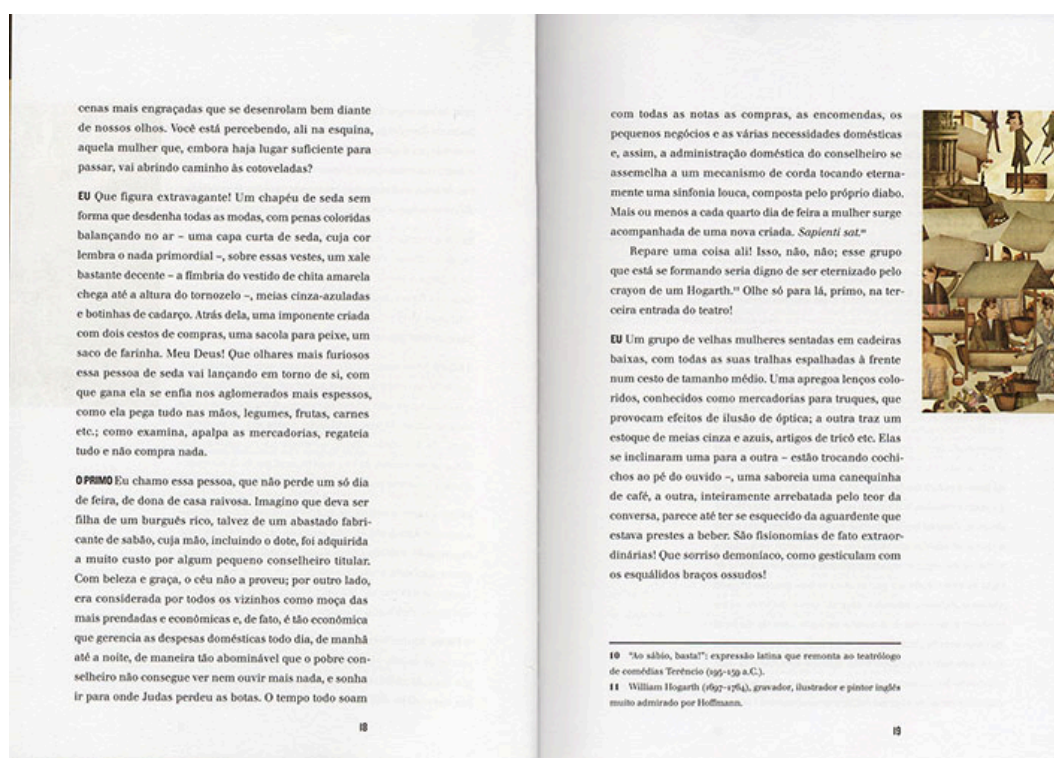 cenas mais engraçadas que se desenrolam bem diante
de nossos olhos. Você está percebendo, ali na esquina,
aquela mulher que, embora haja lugar suficiente para
passar, vai abrindo caminho às cotoveladas?
EU Que figura extravagante! Um chapéu de seda sem
forma que desdenha todas as modas, com penas coloridas
balançando no ar – uma capa curta de seda, cuja cor
lembra o nada primordial –, sobre essas vestes, um xale
bastante decente – a fímbria do vestido de chita amarela
chega até a altura do tornozelo –, meias cinza-azuladas
e botinhas de cadarço. Atrás dela, uma imponente criada
com dois cestos de compras, uma sacola para peixe, um
saco de farinha. Meu Deus! Que olhares mais furiosos
essa pessoa de seda vai lançando em torno de si, com
que gana ela se enfia nos aglomerados mais espessos,
como ela pega tudo nas mãos, legumes, frutas, carnes
etc.; como examina, apalpa as mercadorias, regateia
tudo e não compra nada.
O PRIMO Eu chamo essa pessoa, que não perde um só dia
de feira, de dona de casa raivosa. Imagino que deva ser
filha de um burguês rico, talvez de um abastado fabri-
cante de sabão, cuja mão, incluindo o dote, foi adquirida
a muito custo por algum pequeno conselheiro titular.
Com beleza e graça, o céu não a proveu; por outro lado,
era considerada por todos os vizinhos como moça das
mais prendadas e econômicas e, de fato, é tão econômica
que gerencia as despesas domésticas todo dia, de manhã
até a noite, de maneira tão abominável que o pobre con-
selheiro não consegue ver nem ouvir mais nada, e sonha
ir para onde Judas perdeu as botas. O tempo todo soam
18
com todas as notas as compras, as encomendas, os
pequenos negócios e as várias necessidades domésticas
e, assim, a administração doméstica do conselheiro se
assemelha a um mecanismo de corda tocando eterna-
mente uma sinfonia louca, composta pelo próprio diabo.
Mais ou menos a cada quarto dia de feira a mulher surge
acompanhada de uma nova criada. Sapienti sat.¹⁰
Repare uma coisa ali! Isso, não, não; esse grupo
que está se formando seria digno de ser eternizado pelo
crayon de um Hogarth.¹¹ Olhe só para lá, primo, na ter-
ceira entrada do teatro!
EU Um grupo de velhas mulheres sentadas em cadeiras
baixas, com todas as suas tralhas espalhadas à frente
num cesto de tamanho médio. Uma apregoa lenços colo-
ridos, conhecidos como mercadorias para truques, que
provocam efeitos de ilusão de óptica; a outra traz um
estoque de meias cinza e azuis, artigos de tricô etc. Elas
se inclinaram uma para a outra – estão trocando cochi-
chos ao pé do ouvido –, uma saboreia uma canequinha
de café, a outra, inteiramente arrebatada pelo teor da
conversa, parece até ter se esquecido da aguardente que
estava prestes a beber. São fisionomias de fato extraor-
dinárias! Que sorriso demoníaco, como gesticulam com
os esquálidos braços ossudos!
10 "Ao sábio, basta!": expressão latina que remonta ao teatrólogo
de comédias Terêncio (195-159 a.C.).
11 William Hogarth (1697-1764), gravador, ilustrador e pintor inglês
muito admirado por Hoffmann.
19